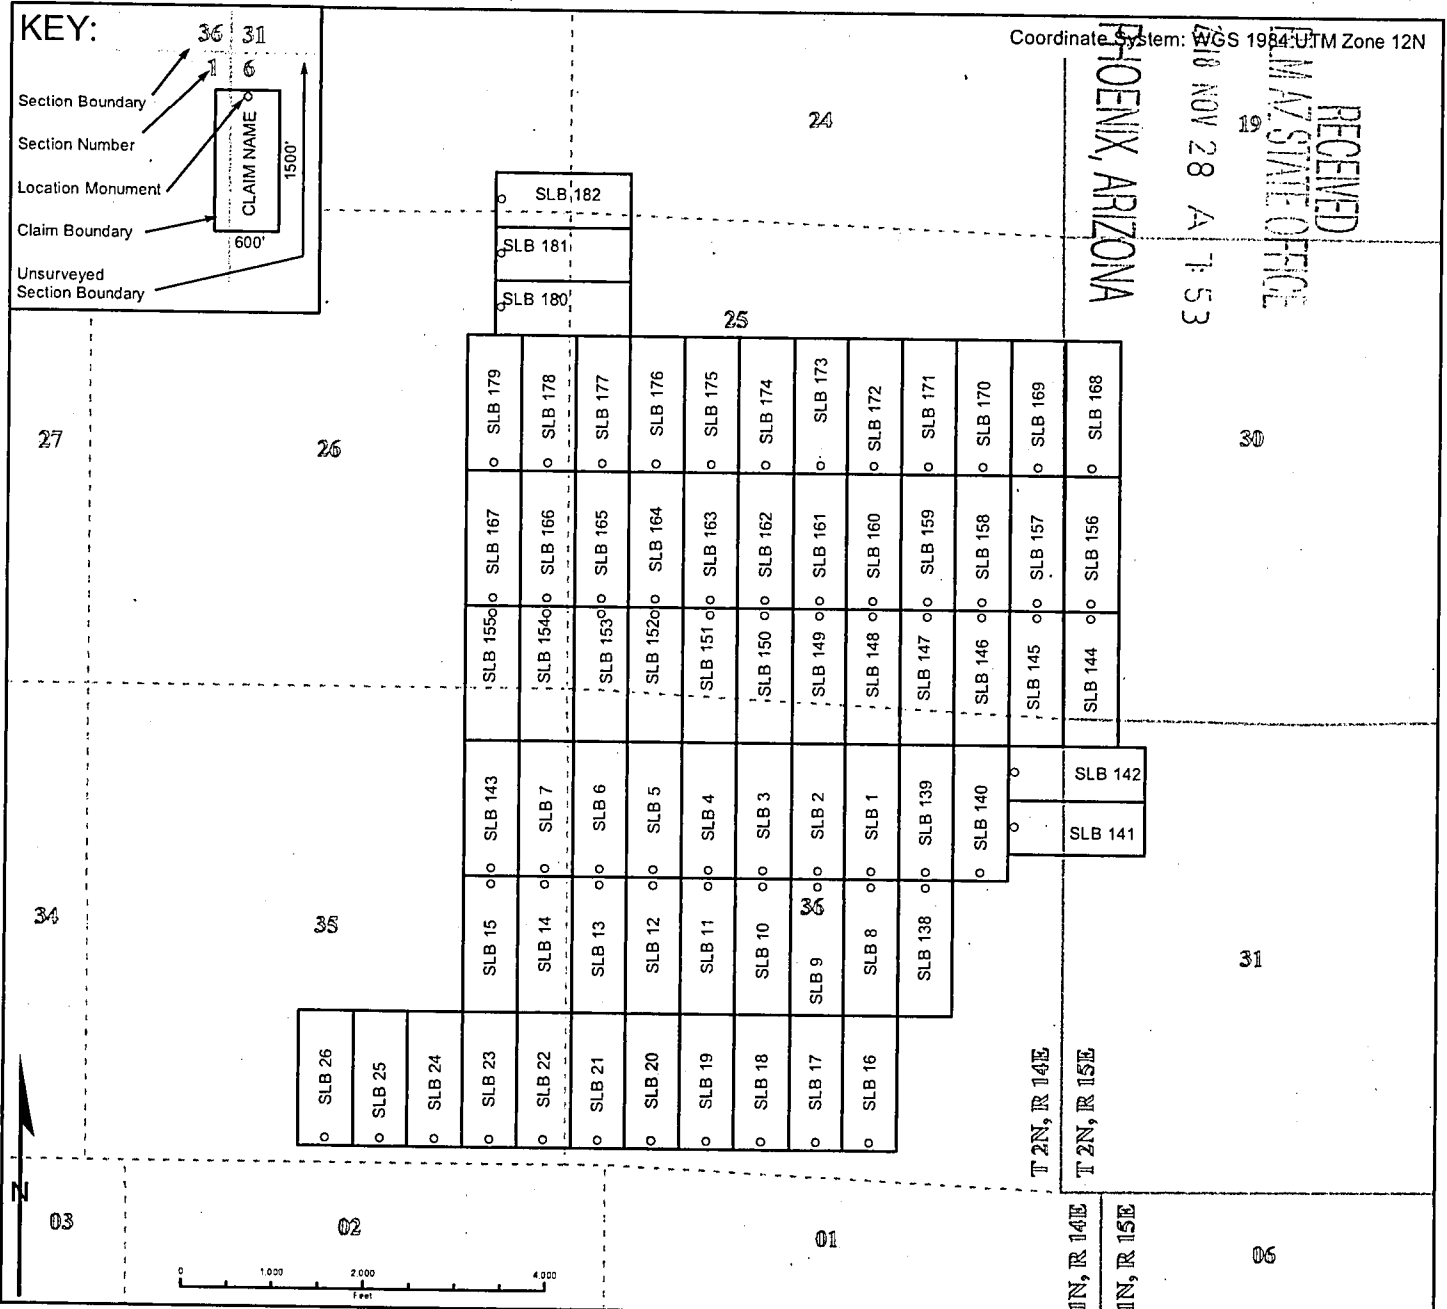 KEY:
36 31
1 6
Section Boundary
Section Number
Location Monument
Claim Boundary
Unsurveyed
Section Boundary
CLAIM NAME
1500'
600'
Coordinate System: WGS 1984 UTM Zone 12N
RECEIVED
AZ STATE OFFICE
NOV 28 A 7:53
PHOENIX, ARIZONA
24
19
SLB 182
SLB 181
SLB 180
25
27
26
30
SLB 179
SLB 178
SLB 177
SLB 176
SLB 175
SLB 174
SLB 173
SLB 172
SLB 171
SLB 170
SLB 169
SLB 168
SLB 167
SLB 166
SLB 165
SLB 164
SLB 163
SLB 162
SLB 161
SLB 160
SLB 159
SLB 158
SLB 157
SLB 156
SLB 155
SLB 154
SLB 153
SLB 152
SLB 151
SLB 150
SLB 149
SLB 148
SLB 147
SLB 146
SLB 145
SLB 144
SLB 143
SLB 7
SLB 6
SLB 5
SLB 4
SLB 3
SLB 2
SLB 1
SLB 139
SLB 140
SLB 142
SLB 141
34
35
36
31
SLB 15
SLB 14
SLB 13
SLB 12
SLB 11
SLB 10
SLB 9
SLB 8
SLB 138
SLB 26
SLB 25
SLB 24
SLB 23
SLB 22
SLB 21
SLB 20
SLB 19
SLB 18
SLB 17
SLB 16
T 2N, R 14E
T 2N, R 15E
N
03
02
01
06
1N, R 14E
1N, R 15E
0 1,000 2,000 4,000
Feet